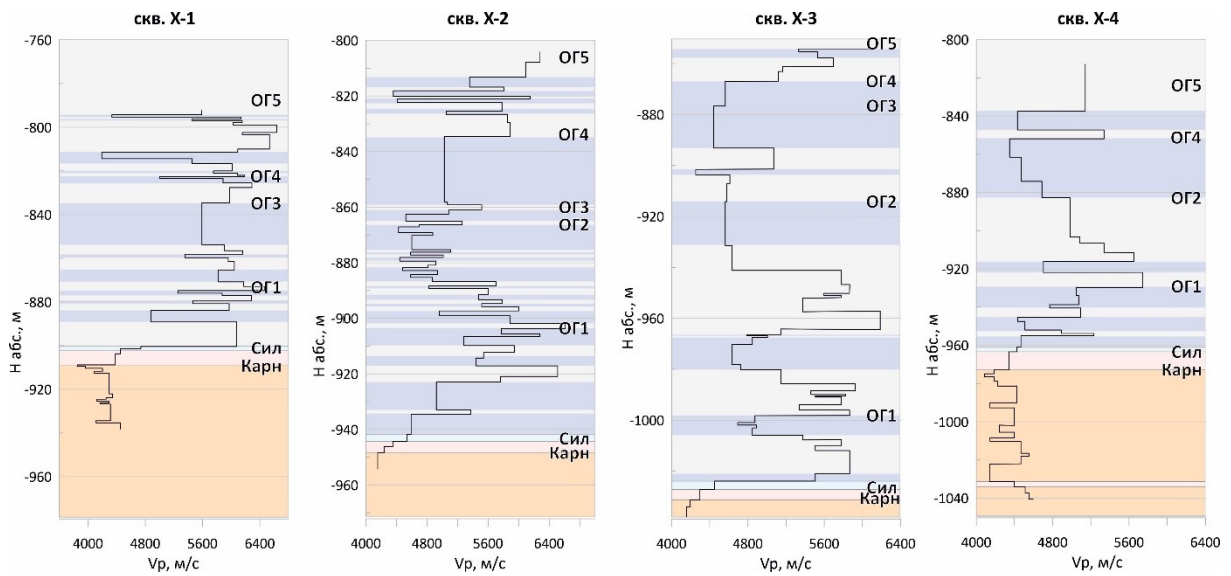 скв. X-1
-760
-800
-840
-880
-920
-960
4000
4800
5600
6400
Vp, м/с
Н абс., м
ОГ5
ОГ4
ОГ3
ОГ1
Сил
Карн
скв. X-2
-800
-820
-840
-860
-880
-900
-920
-940
-960
4000
4800
5600
6400
Vp, м/с
Н абс., м
ОГ5
ОГ4
ОГ3
ОГ2
ОГ1
Сил
Карн
скв. X-3
-880
-920
-960
-1000
4000
4800
5600
6400
Vp, м/с
Н абс., м
ОГ5
ОГ4
ОГ3
ОГ2
ОГ1
Сил
Карн
скв. X-4
-800
-840
-880
-920
-960
-1000
-1040
4000
4800
5600
6400
Vp, м/с
Н абс., м
ОГ5
ОГ4
ОГ2
ОГ1
Сил
Карн